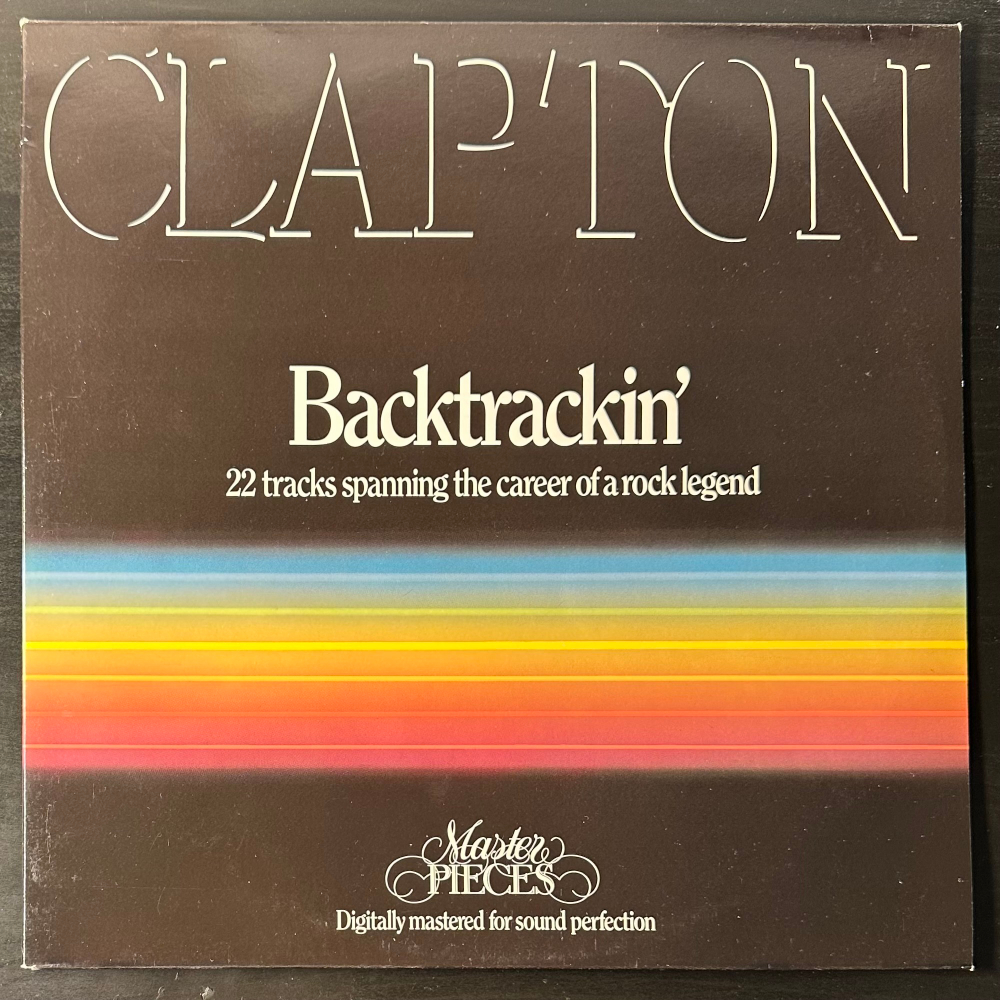 CLAPTON
Backtrackin’
22 tracks spanning the career of a rock legend
Master
PIECES
Digitally mastered for sound perfection